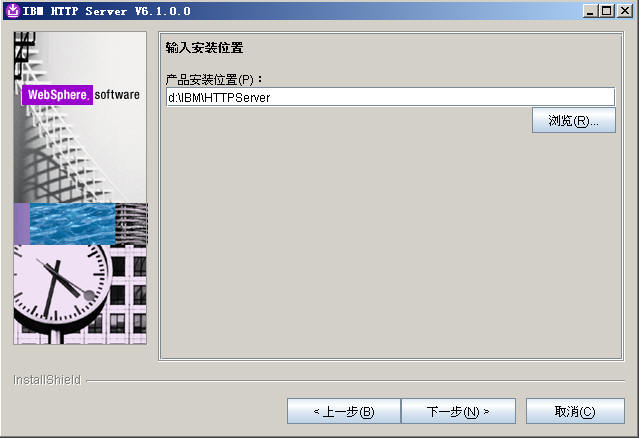 IBM HTTP Server V6.1.0.0
WebSphere. software
输入安装位置
产品安装位置(P)：
d:\IBM\HTTPServer
浏览(R)...
InstallShield
< 上一步(B)
下一步(N) >
取消(C)